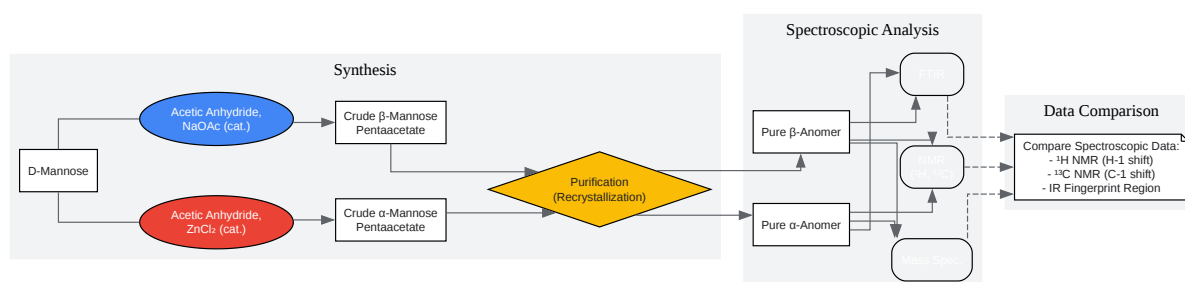 Synthesis
D-Mannose
Acetic Anhydride,
NaOAc (cat.)
Crude β-Mannose
Pentaacetate
Acetic Anhydride,
ZnCl₂ (cat.)
Crude α-Mannose
Pentaacetate
Purification
(Recrystallization)
Spectroscopic Analysis
Pure β-Anomer
Pure α-Anomer
FTIR
NMR
(¹H, ¹³C)
Mass Spec.
Data Comparison
Compare Spectroscopic Data:
- ¹H NMR (H-1 shift)
- ¹³C NMR (C-1 shift)
- IR Fingerprint Region